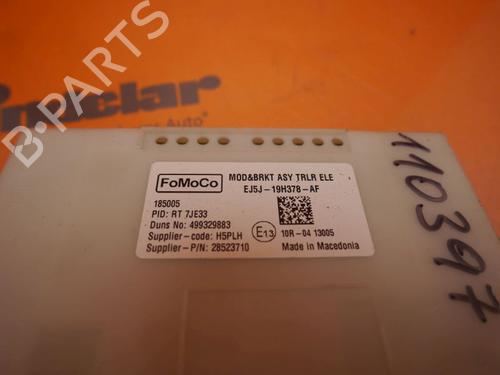 B-PARTS
Auto
FoMoCo
MOD&BRKT ASY TRLR ELE
EJ5J-19H378-AF
185005
PID: RT 7JE33
Duns No: 499329883
Supplier-code: H5PLH
Supplier-P/N: 28523710
E13
10R-04 13005
Made in Macedonia
110397